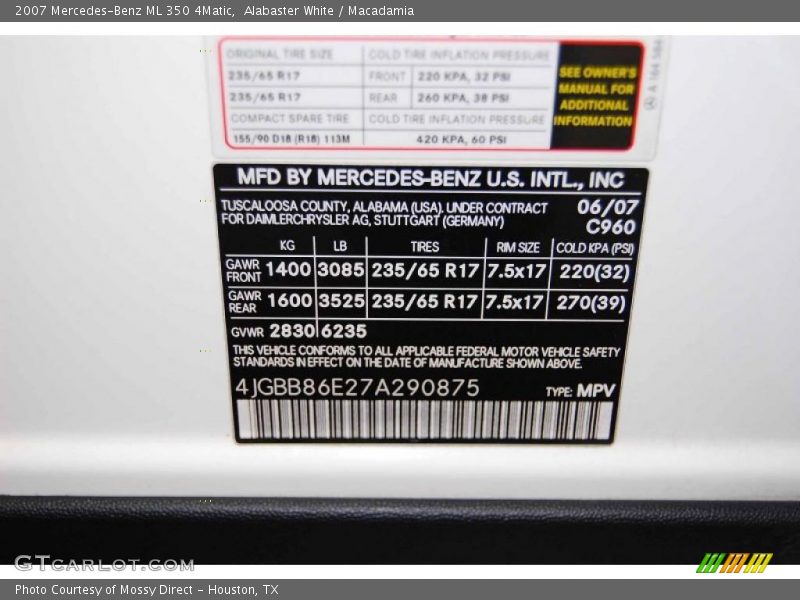 2007 Mercedes-Benz ML 350 4Matic,  Alabaster White / Macadamia
ORIGINAL TIRE SIZE COLD TIRE INFLATION PRESSURE
235/65 R17 FRONT 220 KPA, 32 PSI
235/65 R17 REAR 260 KPA, 38 PSI
COMPACT SPARE TIRE COLD TIRE INFLATION PRESSURE
155/90 D18 (R18) 113M 420 KPA, 60 PSI
SEE OWNER'S
MANUAL FOR
ADDITIONAL
INFORMATION
MFD BY MERCEDES-BENZ U.S. INTL., INC
TUSCALOOSA COUNTY, ALABAMA (USA), UNDER CONTRACT
FOR DAIMLERCHRYSLER AG, STUTTGART (GERMANY)
06/07
C960
KG LB TIRES RIM SIZE COLD KPA (PSI)
GAWR FRONT 1400 3085 235/65 R17 7.5x17 220(32)
GAWR REAR 1600 3525 235/65 R17 7.5x17 270(39)
GVWR 2830 6235
THIS VEHICLE CONFORMS TO ALL APPLICABLE FEDERAL MOTOR VEHICLE SAFETY
STANDARDS IN EFFECT ON THE DATE OF MANUFACTURE SHOWN ABOVE.
4JGBB86E27A290875 TYPE: MPV
GTcarlot.com
Photo Courtesy of Mossy Direct - Houston, TX